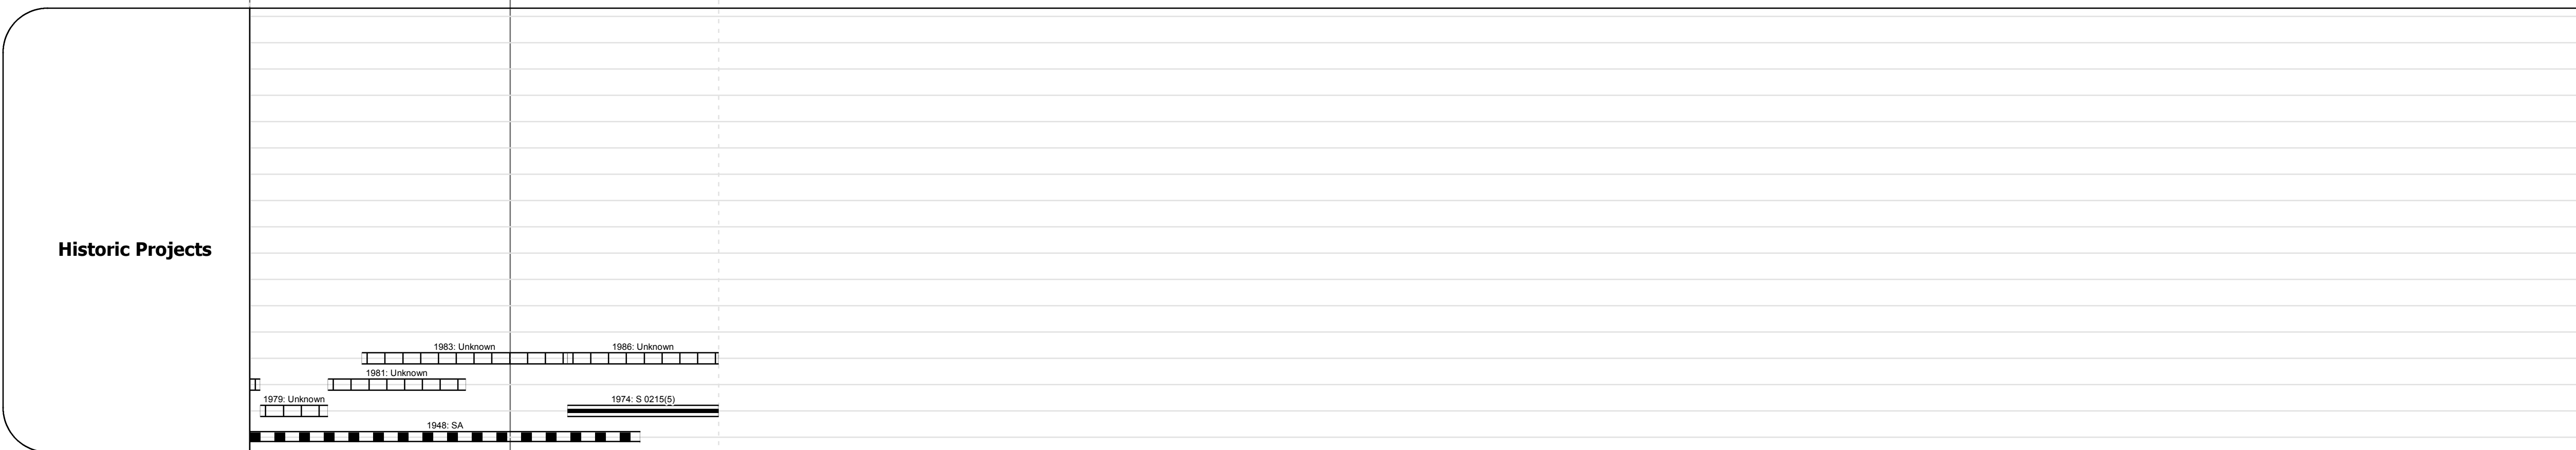 Historic Projects
1983: Unknown
1986: Unknown
1981: Unknown
1979: Unknown
1974: S 0215(5)
1948: SA